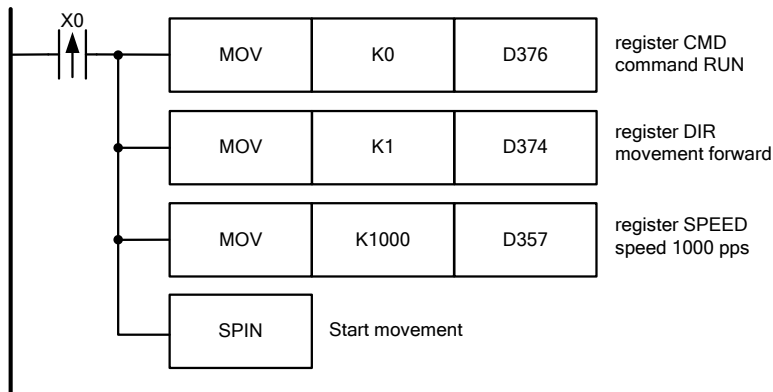 X0
MOV K0 D376
register CMD
command RUN
MOV K1 D374
register DIR
movement forward
MOV K1000 D357
register SPEED
speed 1000 pps
SPIN Start movement